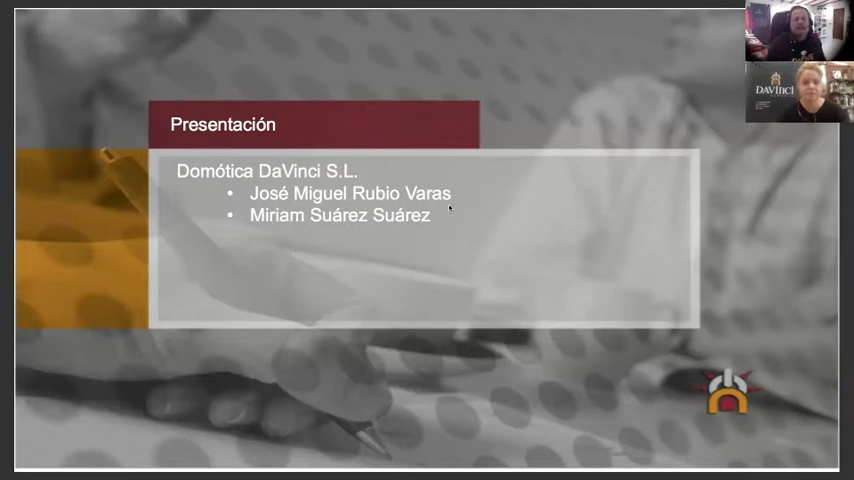 Presentación
Domótica DaVinci S.L.
• José Miguel Rubio Varas
• Miriam Suárez Suárez
DAVinci